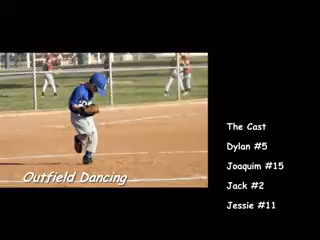 Outfield Dancing
The Cast
Dylan #5
Joaquim #15
Jack #2
Jessie #11